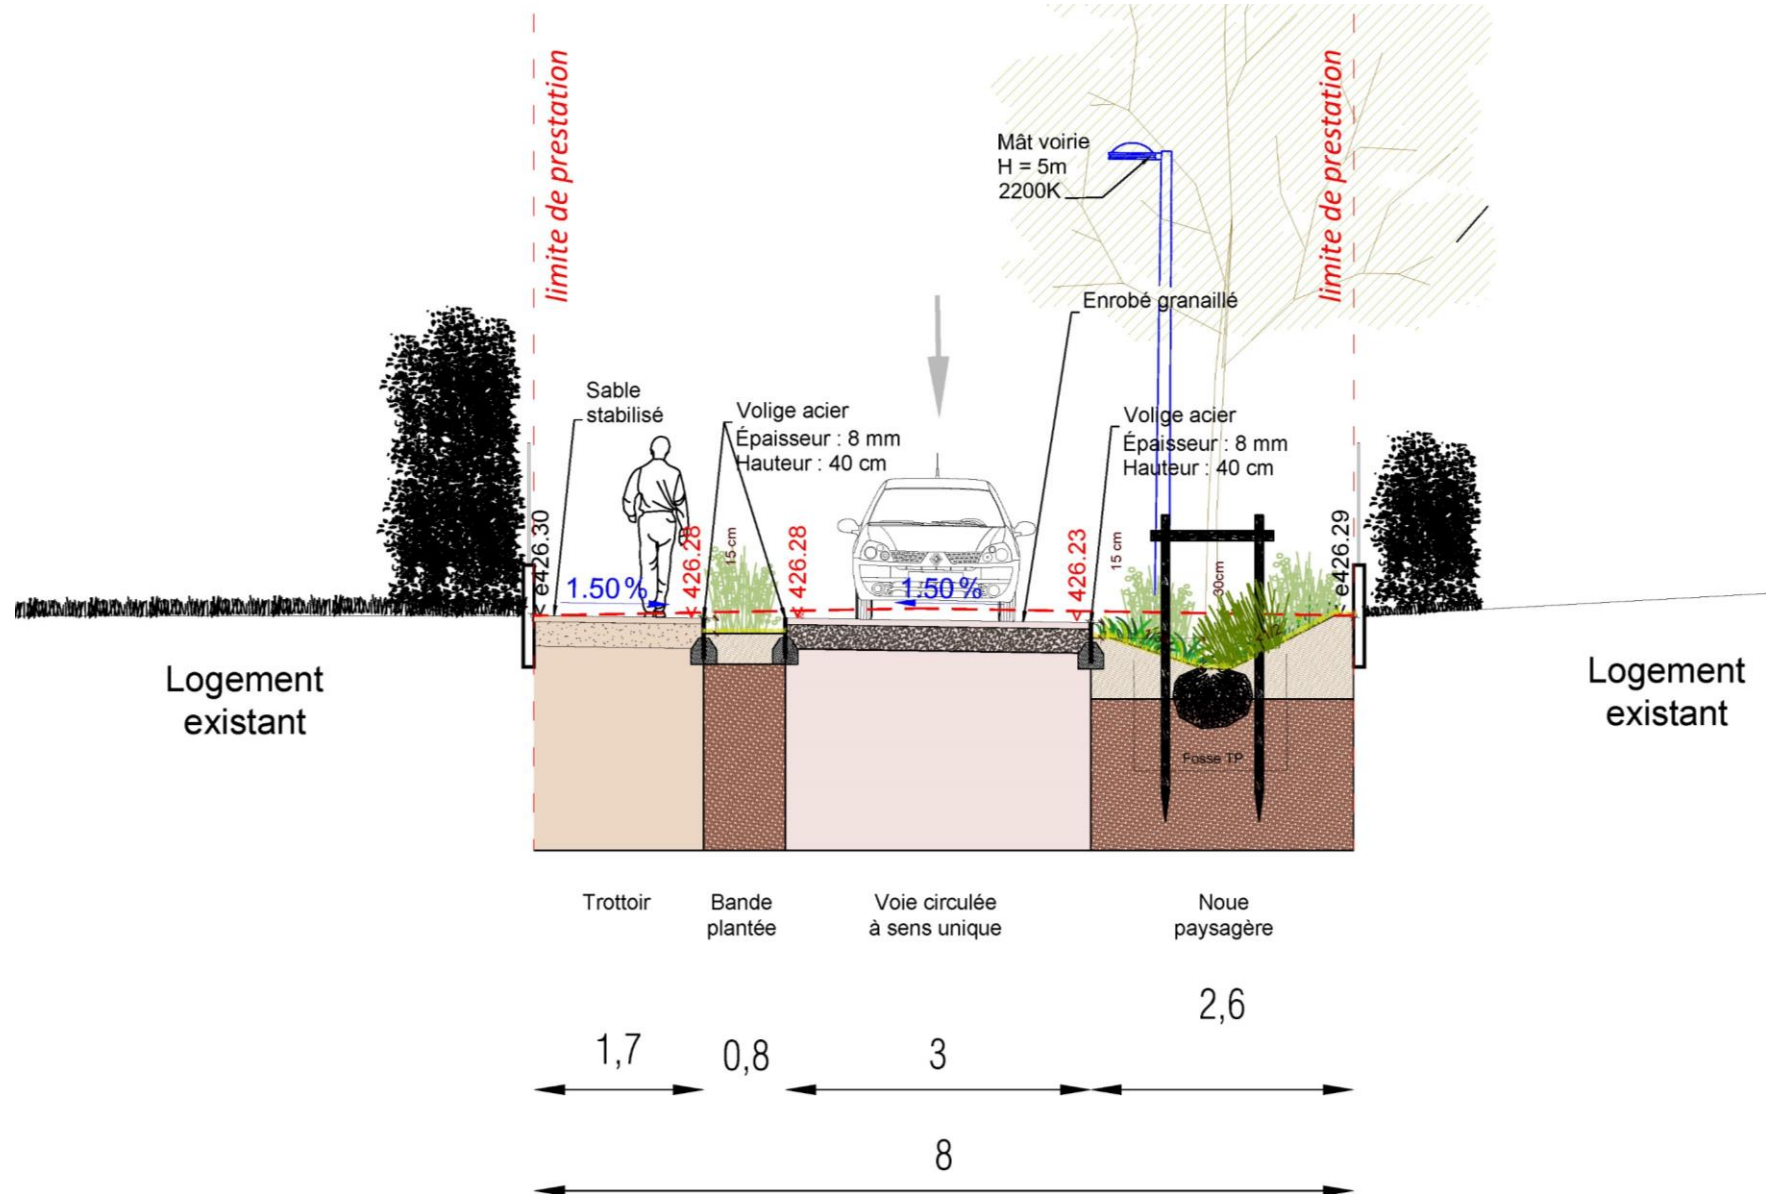 limite de prestation
limite de prestation
Mât voirie
H = 5m
2200K
Enrobé granaillé
Sable
stabilisé
Volige acier
Épaisseur : 8 mm
Hauteur : 40 cm
Volige acier
Épaisseur : 8 mm
Hauteur : 40 cm
e426.30
1.50 %
426.28
15 cm
426.28
1.50 %
426.23
15 cm
30cm
e426.29
Logement
existant
Logement
existant
Fosse TP
Trottoir
Bande
plantée
Voie circulée
à sens unique
Noue
paysagère
1,7
0,8
3
2,6
8